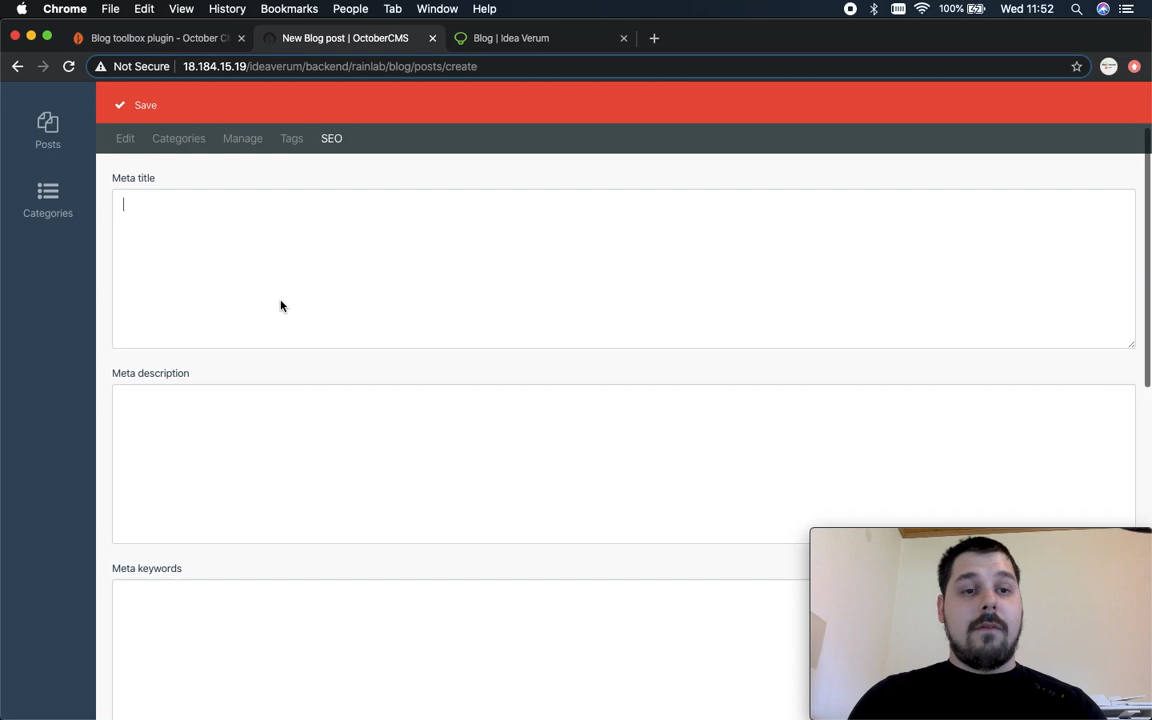 Chrome File Edit View History Bookmarks People Tab Window Help 100% Wed 11:52
Blog toolbox plugin - October C New Blog post | OctoberCMS Blog | Idea Verum
Not Secure 18.184.15.19/ideaverum/backend/rainlab/blog/posts/create
Save
Edit Categories Manage Tags SEO
Posts
Categories
Meta title
Meta description
Meta keywords